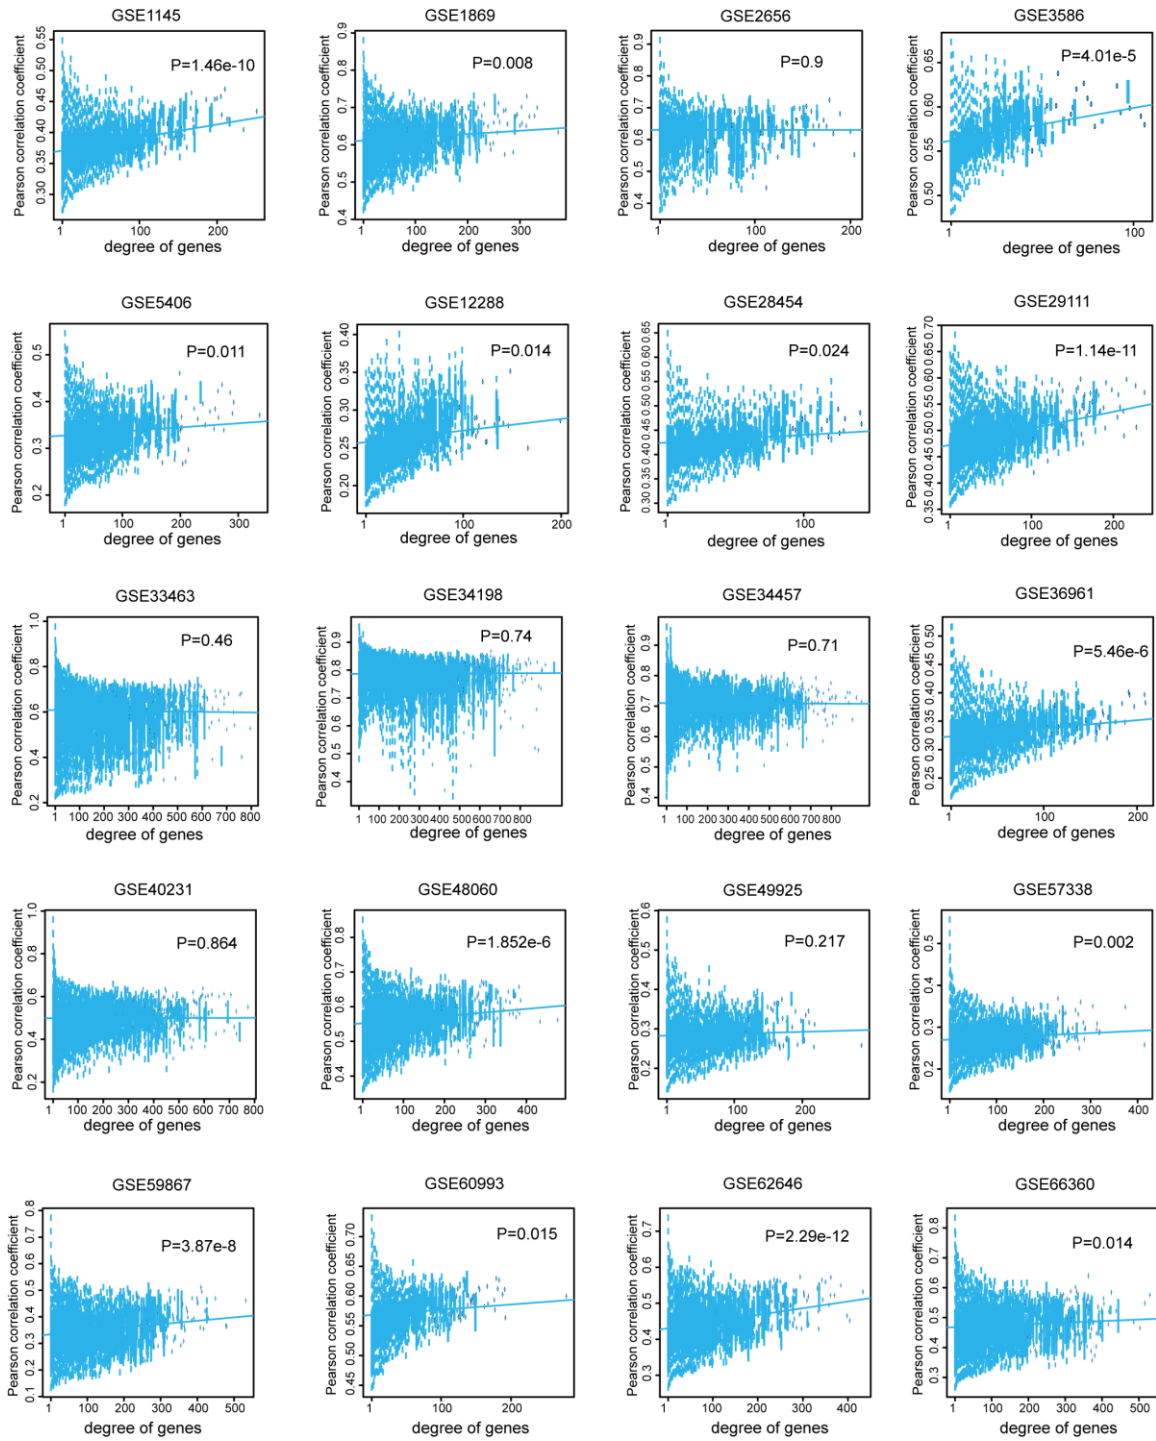 GSE1145
P=1.46e-10
Pearson correlation coefficient
0.30 0.35 0.40 0.45 0.50 0.55
1 100 200
degree of genes
GSE1869
P=0.008
Pearson correlation coefficient
0.4 0.5 0.6 0.7 0.8 0.9
1 100 200 300
degree of genes
GSE2656
P=0.9
Pearson correlation coefficient
0.4 0.5 0.6 0.7 0.8 0.9
1 100 200
degree of genes
GSE3586
P=4.01e-5
Pearson correlation coefficient
0.50 0.55 0.60 0.65
1 100
degree of genes
GSE5406
P=0.011
Pearson correlation coefficient
0.2 0.3 0.4 0.5
1 100 200 300
degree of genes
GSE12288
P=0.014
Pearson correlation coefficient
0.20 0.25 0.30 0.35 0.40
1 100 200
degree of genes
GSE28454
P=0.024
Pearson correlation coefficient
0.30 0.35 0.40 0.45 0.50 0.55 0.60 0.65
1 100
degree of genes
GSE29111
P=1.14e-11
Pearson correlation coefficient
0.35 0.40 0.45 0.50 0.55 0.60 0.65 0.70
1 100 200
degree of genes
GSE33463
P=0.46
Pearson correlation coefficient
0.2 0.4 0.6 0.8 1.0
1 100 200 300 400 500 600 700 800
degree of genes
GSE34198
P=0.74
Pearson correlation coefficient
0.4 0.5 0.6 0.7 0.8 0.9
1 100 200 300 400 500 600 700 800
degree of genes
GSE34457
P=0.71
Pearson correlation coefficient
0.4 0.5 0.6 0.7 0.8 0.9
1 100 200 300 400 500 600 700 800
degree of genes
GSE36961
P=5.46e-6
Pearson correlation coefficient
0.25 0.30 0.35 0.40 0.45 0.50
1 100 200
degree of genes
GSE40231
P=0.864
Pearson correlation coefficient
0.2 0.4 0.5 0.6 0.8 1.0
1 100 200 300 400 500 600 700 800
degree of genes
GSE48060
P=1.852e-6
Pearson correlation coefficient
0.4 0.5 0.6 0.7 0.8
1 100 200 300 400
degree of genes
GSE49925
P=0.217
Pearson correlation coefficient
0.2 0.3 0.4 0.5 0.6
1 100 200
degree of genes
GSE57338
P=0.002
Pearson correlation coefficient
0.2 0.3 0.4 0.5
1 100 200 300 400
degree of genes
GSE59867
P=3.87e-8
Pearson correlation coefficient
0.1 0.2 0.3 0.4 0.5 0.6 0.7 0.8
1 100 200 300 400 500
degree of genes
GSE60993
P=0.015
Pearson correlation coefficient
0.45 0.50 0.55 0.60 0.65 0.70
1 100 200
degree of genes
GSE62646
P=2.29e-12
Pearson correlation coefficient
0.3 0.4 0.5 0.6 0.7
1 100 200 300 400
degree of genes
GSE66360
P=0.014
Pearson correlation coefficient
0.3 0.4 0.5 0.6 0.7 0.8
1 100 200 300 400 500
degree of genes